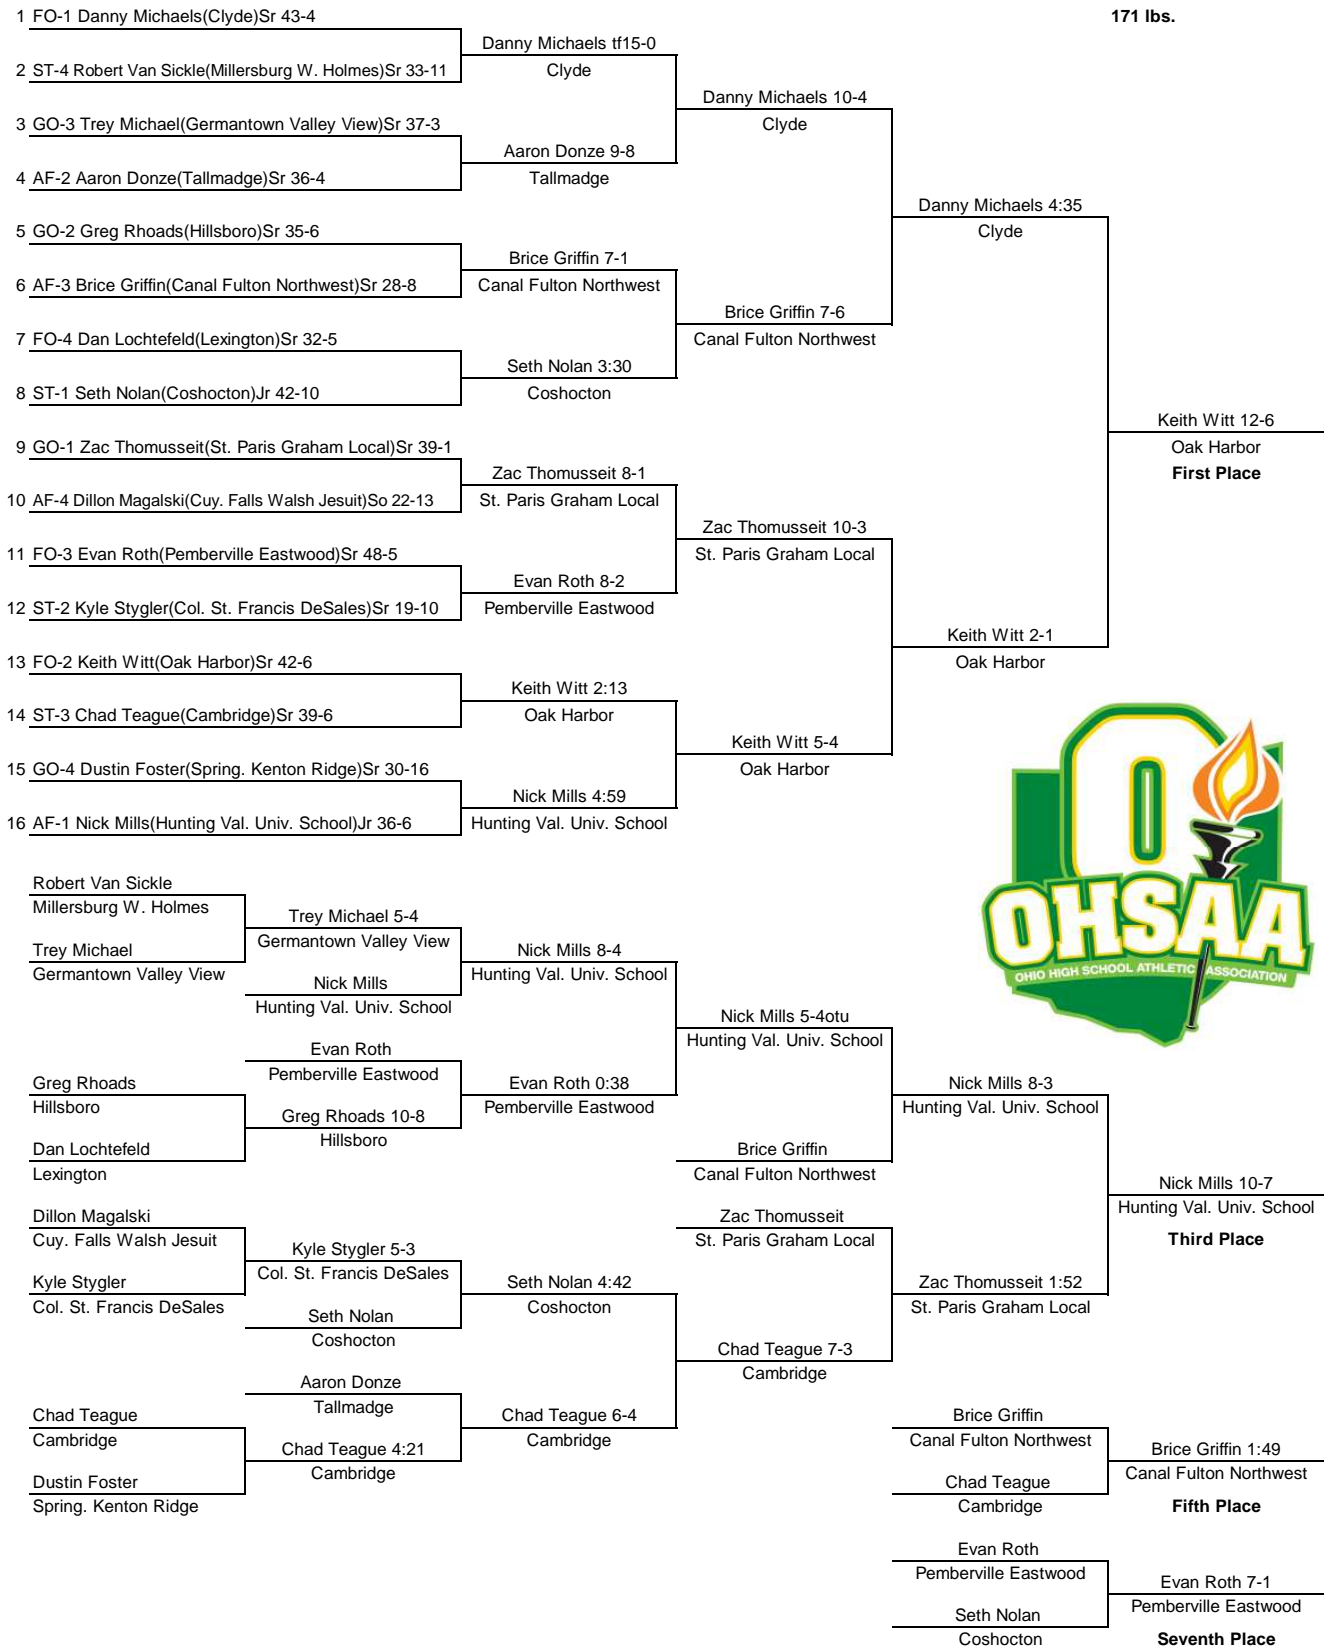 171 lbs.
1 FO-1 Danny Michaels(Clyde)Sr 43-4
2 ST-4 Robert Van Sickle(Millersburg W. Holmes)Sr 33-11
3 GO-3 Trey Michael(Germantown Valley View)Sr 37-3
4 AF-2 Aaron Donze(Tallmadge)Sr 36-4
5 GO-2 Greg Rhoads(Hillsboro)Sr 35-6
6 AF-3 Brice Griffin(Canal Fulton Northwest)Sr 28-8
7 FO-4 Dan Lochtefeld(Lexington)Sr 32-5
8 ST-1 Seth Nolan(Coshocton)Jr 42-10
9 GO-1 Zac Thomusseit(St. Paris Graham Local)Sr 39-1
10 AF-4 Dillon Magalski(Cuy. Falls Walsh Jesuit)So 22-13
11 FO-3 Evan Roth(Pemberville Eastwood)Sr 48-5
12 ST-2 Kyle Stygler(Col. St. Francis DeSales)Sr 19-10
13 FO-2 Keith Witt(Oak Harbor)Sr 42-6
14 ST-3 Chad Teague(Cambridge)Sr 39-6
15 GO-4 Dustin Foster(Spring. Kenton Ridge)Sr 30-16
16 AF-1 Nick Mills(Hunting Val. Univ. School)Jr 36-6
Danny Michaels tf15-0
Clyde
Aaron Donze 9-8
Tallmadge
Brice Griffin 7-1
Canal Fulton Northwest
Seth Nolan 3:30
Coshocton
Zac Thomusseit 8-1
St. Paris Graham Local
Evan Roth 8-2
Pemberville Eastwood
Keith Witt 2:13
Oak Harbor
Nick Mills 4:59
Hunting Val. Univ. School
Danny Michaels 10-4
Clyde
Brice Griffin 7-6
Canal Fulton Northwest
Zac Thomusseit 10-3
St. Paris Graham Local
Keith Witt 5-4
Oak Harbor
Danny Michaels 4:35
Clyde
Keith Witt 2-1
Oak Harbor
Keith Witt 12-6
Oak Harbor
First Place
O
OHSAA
OHIO HIGH SCHOOL ATHLETIC ASSOCIATION
Robert Van Sickle
Millersburg W. Holmes
Trey Michael
Germantown Valley View
Greg Rhoads
Hillsboro
Dan Lochtefeld
Lexington
Dillon Magalski
Cuy. Falls Walsh Jesuit
Kyle Stygler
Col. St. Francis DeSales
Chad Teague
Cambridge
Dustin Foster
Spring. Kenton Ridge
Trey Michael 5-4
Germantown Valley View
Nick Mills
Hunting Val. Univ. School
Evan Roth
Pemberville Eastwood
Greg Rhoads 10-8
Hillsboro
Kyle Stygler 5-3
Col. St. Francis DeSales
Seth Nolan
Coshocton
Aaron Donze
Tallmadge
Chad Teague 4:21
Cambridge
Nick Mills 8-4
Hunting Val. Univ. School
Evan Roth 0:38
Pemberville Eastwood
Seth Nolan 4:42
Coshocton
Chad Teague 6-4
Cambridge
Nick Mills 5-4otu
Hunting Val. Univ. School
Brice Griffin
Canal Fulton Northwest
Zac Thomusseit
St. Paris Graham Local
Chad Teague 7-3
Cambridge
Nick Mills 8-3
Hunting Val. Univ. School
Zac Thomusseit 1:52
St. Paris Graham Local
Nick Mills 10-7
Hunting Val. Univ. School
Third Place
Brice Griffin
Canal Fulton Northwest
Chad Teague
Cambridge
Brice Griffin 1:49
Canal Fulton Northwest
Fifth Place
Evan Roth
Pemberville Eastwood
Seth Nolan
Coshocton
Evan Roth 7-1
Pemberville Eastwood
Seventh Place